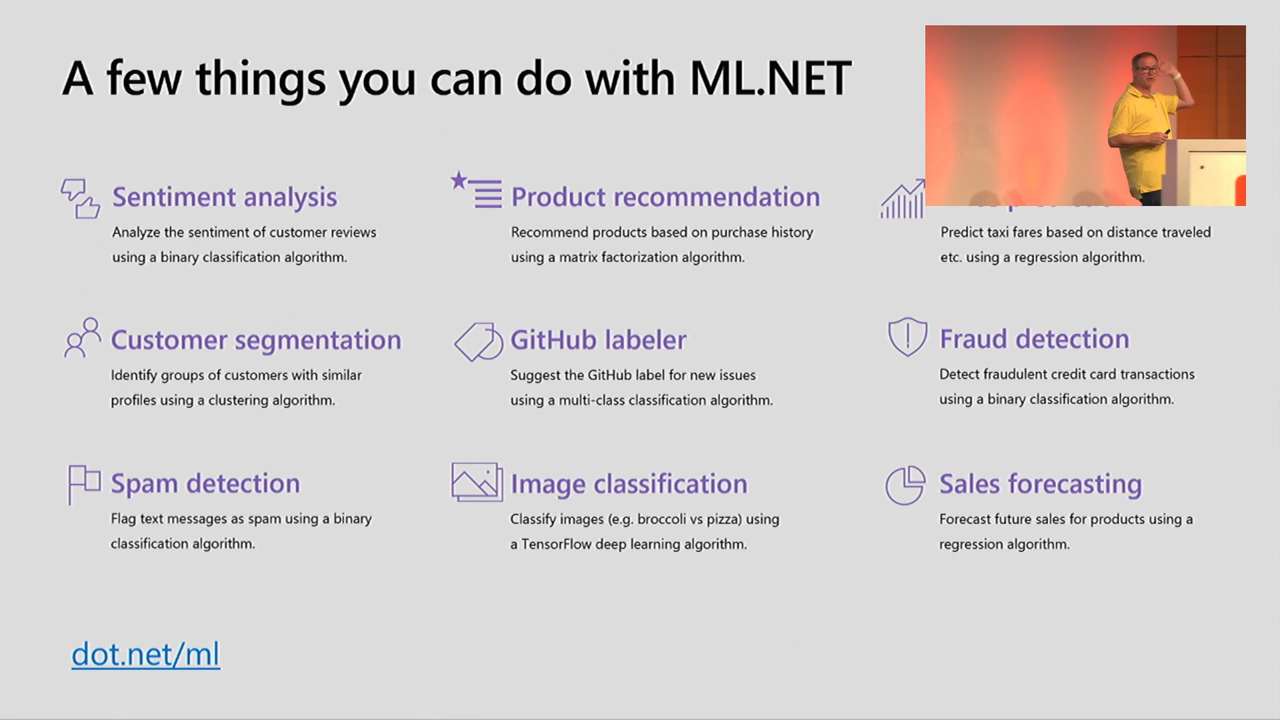 A few things you can do with ML.NET
Sentiment analysis
Analyze the sentiment of customer reviews
using a binary classification algorithm.
Product recommendation
Recommend products based on purchase history
using a matrix factorization algorithm.
Predict taxi fares based on distance traveled
etc. using a regression algorithm.
Customer segmentation
Identify groups of customers with similar
profiles using a clustering algorithm.
GitHub labeler
Suggest the GitHub label for new issues
using a multi-class classification algorithm.
Fraud detection
Detect fraudulent credit card transactions
using a binary classification algorithm.
Spam detection
Flag text messages as spam using a binary
classification algorithm.
Image classification
Classify images (e.g. broccoli vs pizza) using
a TensorFlow deep learning algorithm.
Sales forecasting
Forecast future sales for products using a
regression algorithm.
dot.net/ml